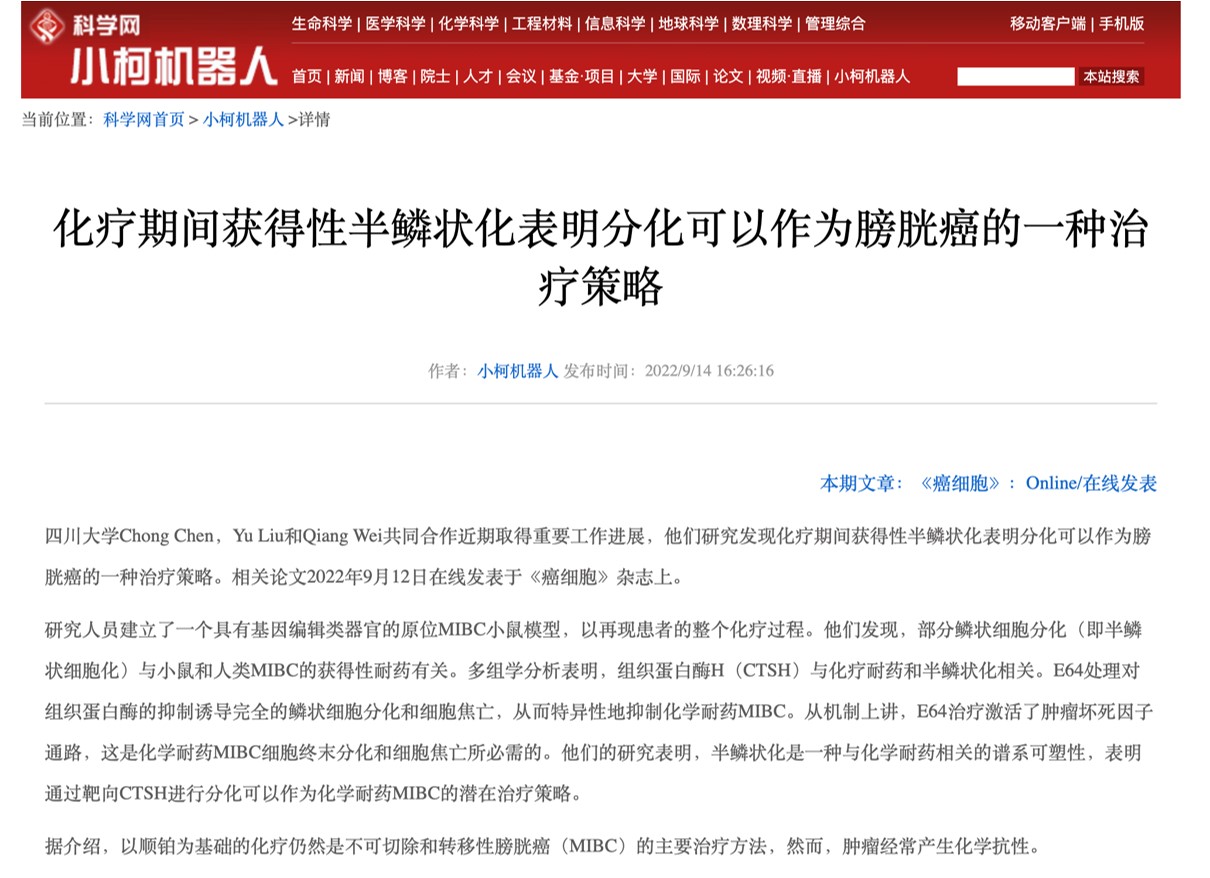 科学网
小柯机器人
生命科学 | 医学科学 | 化学科学 | 工程材料 | 信息科学 | 地球科学 | 数理科学 | 管理综合
移动客户端 | 手机版
首页 | 新闻 | 博客 | 院士 | 人才 | 会议 | 基金·项目 | 大学 | 国际 | 论文 | 视频·直播 | 小柯机器人
本站搜索
当前位置：科学网首页 > 小柯机器人 >详情
化疗期间获得性半鳞状化表明分化可以作为膀胱癌的一种治
疗策略
作者：小柯机器人 发布时间：2022/9/14 16:26:16
本期文章：《癌细胞》：Online/在线发表
四川大学Chong Chen，Yu Liu和Qiang Wei共同合作近期取得重要工作进展，他们研究发现化疗期间获得性半鳞状化表明分化可以作为膀
胱癌的一种治疗策略。相关论文2022年9月12日在线发表于《癌细胞》杂志上。
研究人员建立了一个具有基因编辑类器官的原位MIBC小鼠模型，以再现患者的整个化疗过程。他们发现，部分鳞状细胞分化（即半鳞
状细胞化）与小鼠和人类MIBC的获得性耐药有关。多组学分析表明，组织蛋白酶H（CTSH）与化疗耐药和半鳞状化相关。E64处理对
组织蛋白酶的抑制诱导完全的鳞状细胞分化和细胞焦亡，从而特异性地抑制化学耐药MIBC。从机制上讲，E64治疗激活了肿瘤坏死因子
通路，这是化学耐药MIBC细胞终末分化和细胞焦亡所必需的。他们的研究表明，半鳞状化是一种与化学耐药相关的谱系可塑性，表明
通过靶向CTSH进行分化可以作为化学耐药MIBC的潜在治疗策略。
据介绍，以顺铂为基础的化疗仍然是不可切除和转移性膀胱癌（MIBC）的主要治疗方法，然而，肿瘤经常产生化学抗性。